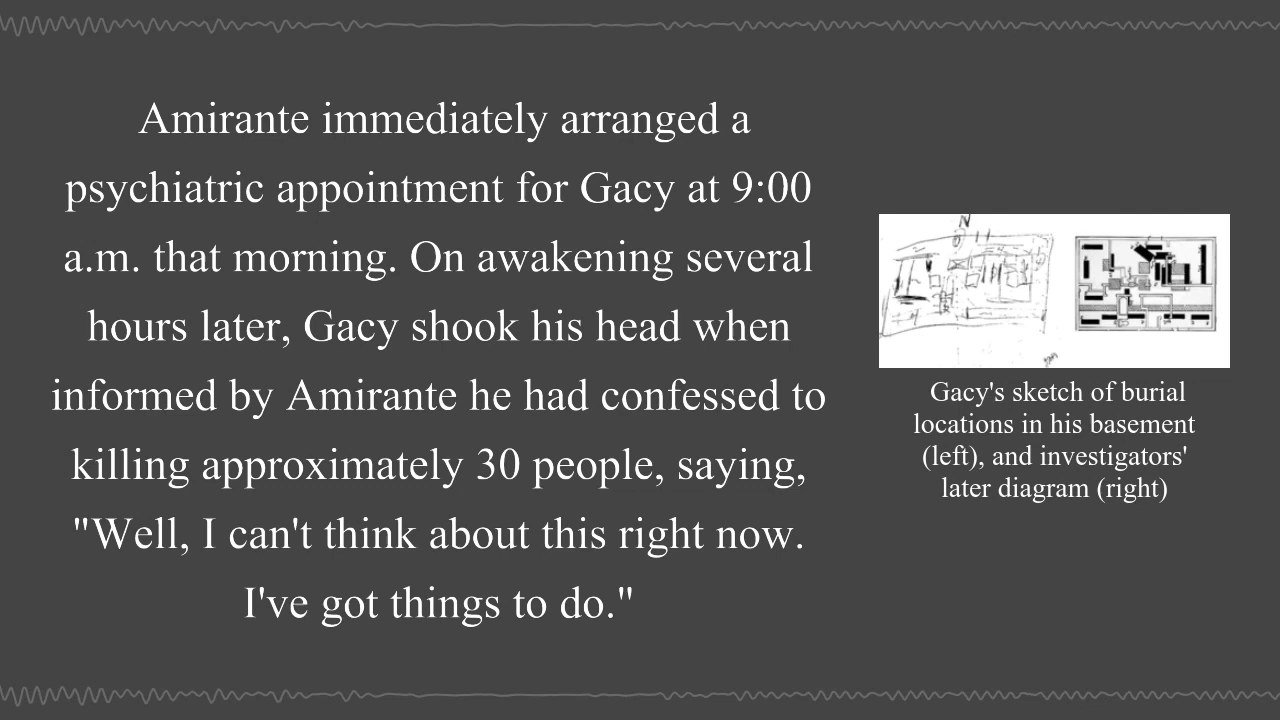 Amirante immediately arranged a
psychiatric appointment for Gacy at 9:00
a.m. that morning. On awakening several
hours later, Gacy shook his head when
informed by Amirante he had confessed to
killing approximately 30 people, saying,
"Well, I can't think about this right now.
I've got things to do."
N
Gacy's sketch of burial
locations in his basement
(left), and investigators'
later diagram (right)